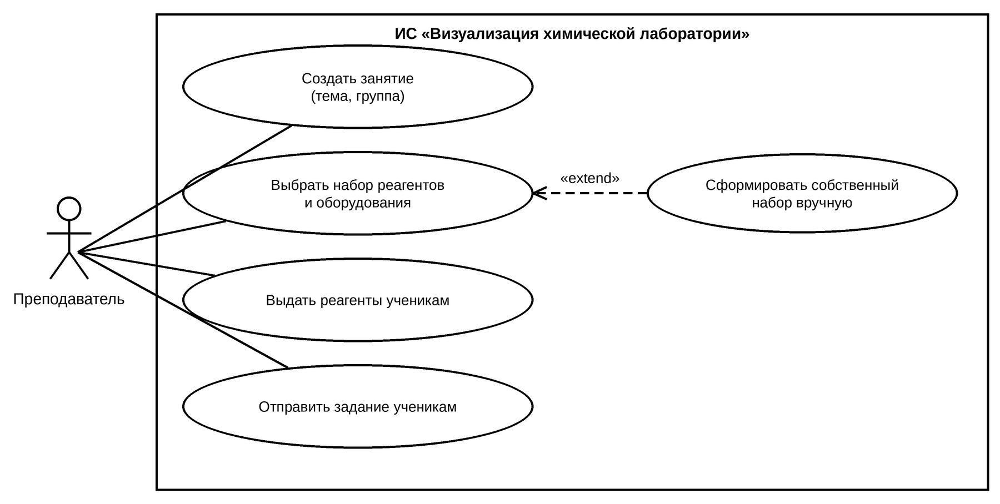 ИС «Визуализация химической лаборатории»
Создать занятие
(тема, группа)
Выбрать набор реагентов
и оборудования
«extend»
Сформировать собственный
набор вручную
Преподаватель
Выдать реагенты ученикам
Отправить задание ученикам